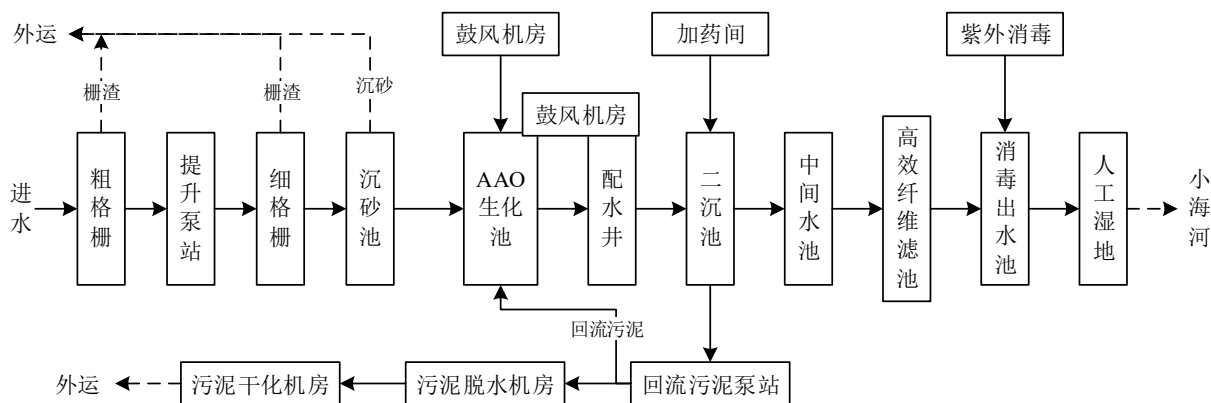 外运
鼓风机房
加药间
紫外消毒
栅渣
栅渣
沉砂
鼓风机房
进水
粗格栅
提升泵站
细格栅
沉砂池
AAO
生化
池
配水井
二沉池
中间水池
高效纤维滤池
消毒出水池
人工湿地
小海河
回流污泥
外运
污泥干化机房
污泥脱水机房
回流污泥泵站